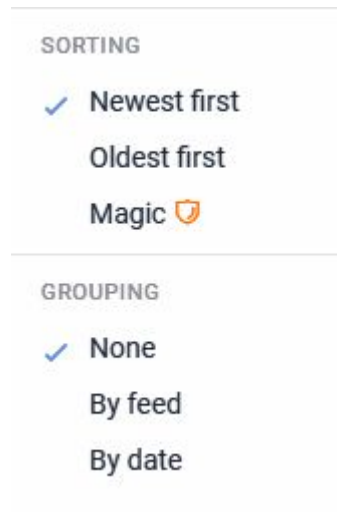 SORTING
Newest first
Oldest first
Magic
GROUPING
None
By feed
By date